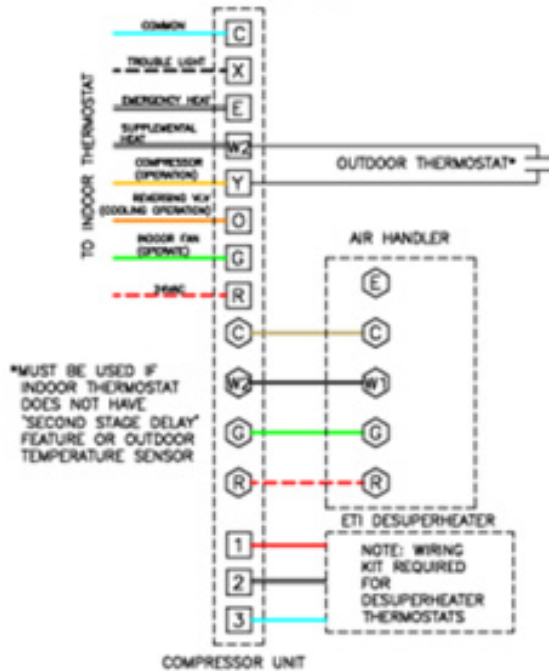 COMMON
C
TROUBLE LIGHT
X
EMERGENCY HEAT
E
SUPPLEMENTAL
HEAT
W2
OUTDOOR THERMOSTAT*
COMPRESSOR
(OPERATION)
Y
REVERSING VLV
(COOLING OPERATION)
O
INDOOR FAN
(OPERATE)
G
24VAC
R
TO INDOOR THERMOSTAT
AIR HANDLER
E
C
C
W2
W1
G
G
R
R
*MUST BE USED IF
INDOOR THERMOSTAT
DOES NOT HAVE
"SECOND STAGE DELAY"
FEATURE OR OUTDOOR
TEMPERATURE SENSOR
ETI DESUPERHEATER
1
2
3
NOTE: WIRING
KIT REQUIRED
FOR
DESUPERHEATER
THERMOSTATS
COMPRESSOR UNIT